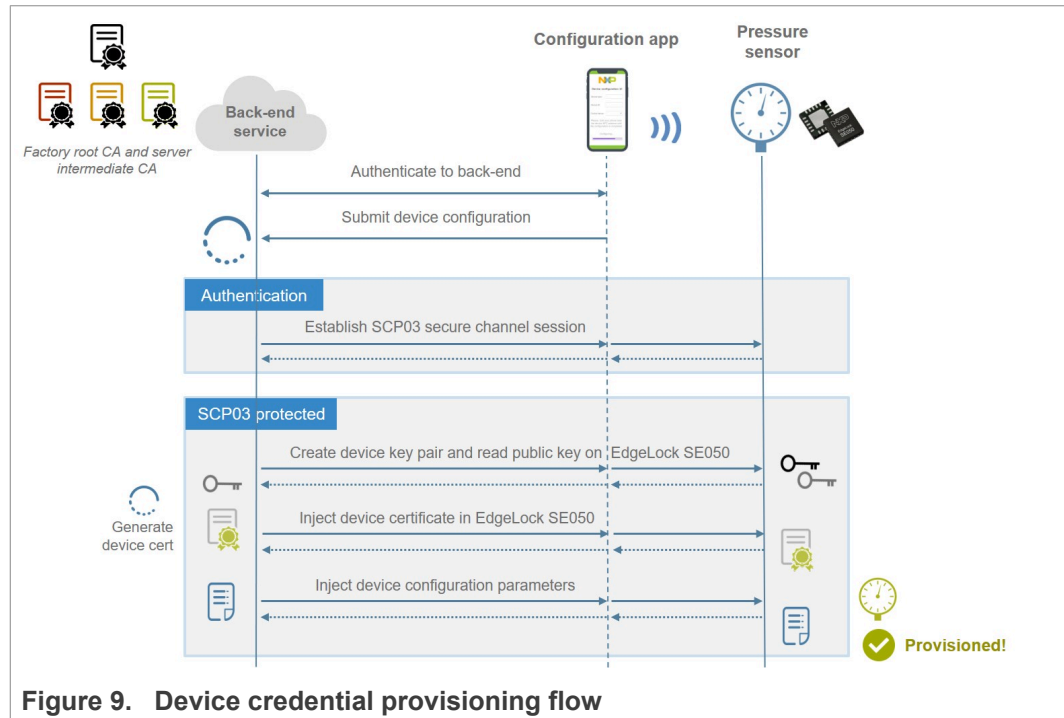 Configuration app
Pressure
sensor
NXP
Back-end
service
SE050
Factory root CA and server
intermediate CA
Authenticate to back-end
Submit device configuration
Authentication
Establish SCP03 secure channel session
SCP03 protected
Create device key pair and read public key on EdgeLock SE050
Generate
device cert
Inject device certificate in EdgeLock SE050
Inject device configuration parameters
Provisioned!
Figure 9. Device credential provisioning flow